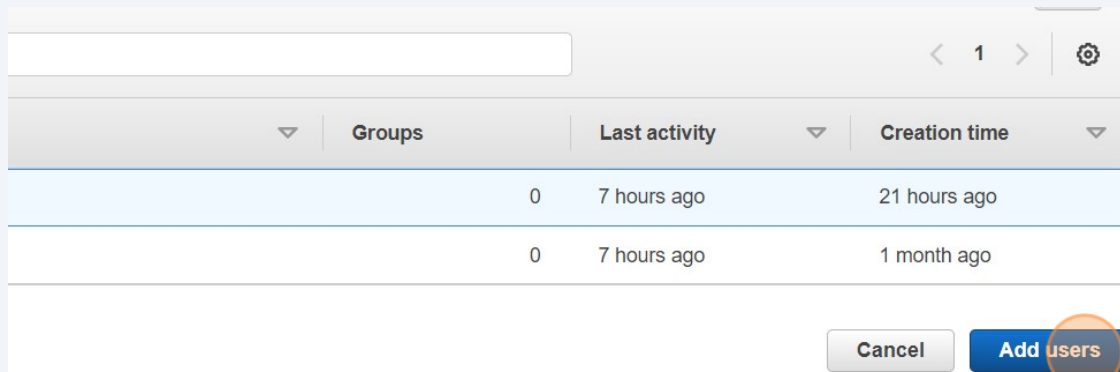 1
Groups Last activity Creation time
0 7 hours ago 21 hours ago
0 7 hours ago 1 month ago
Cancel Add users